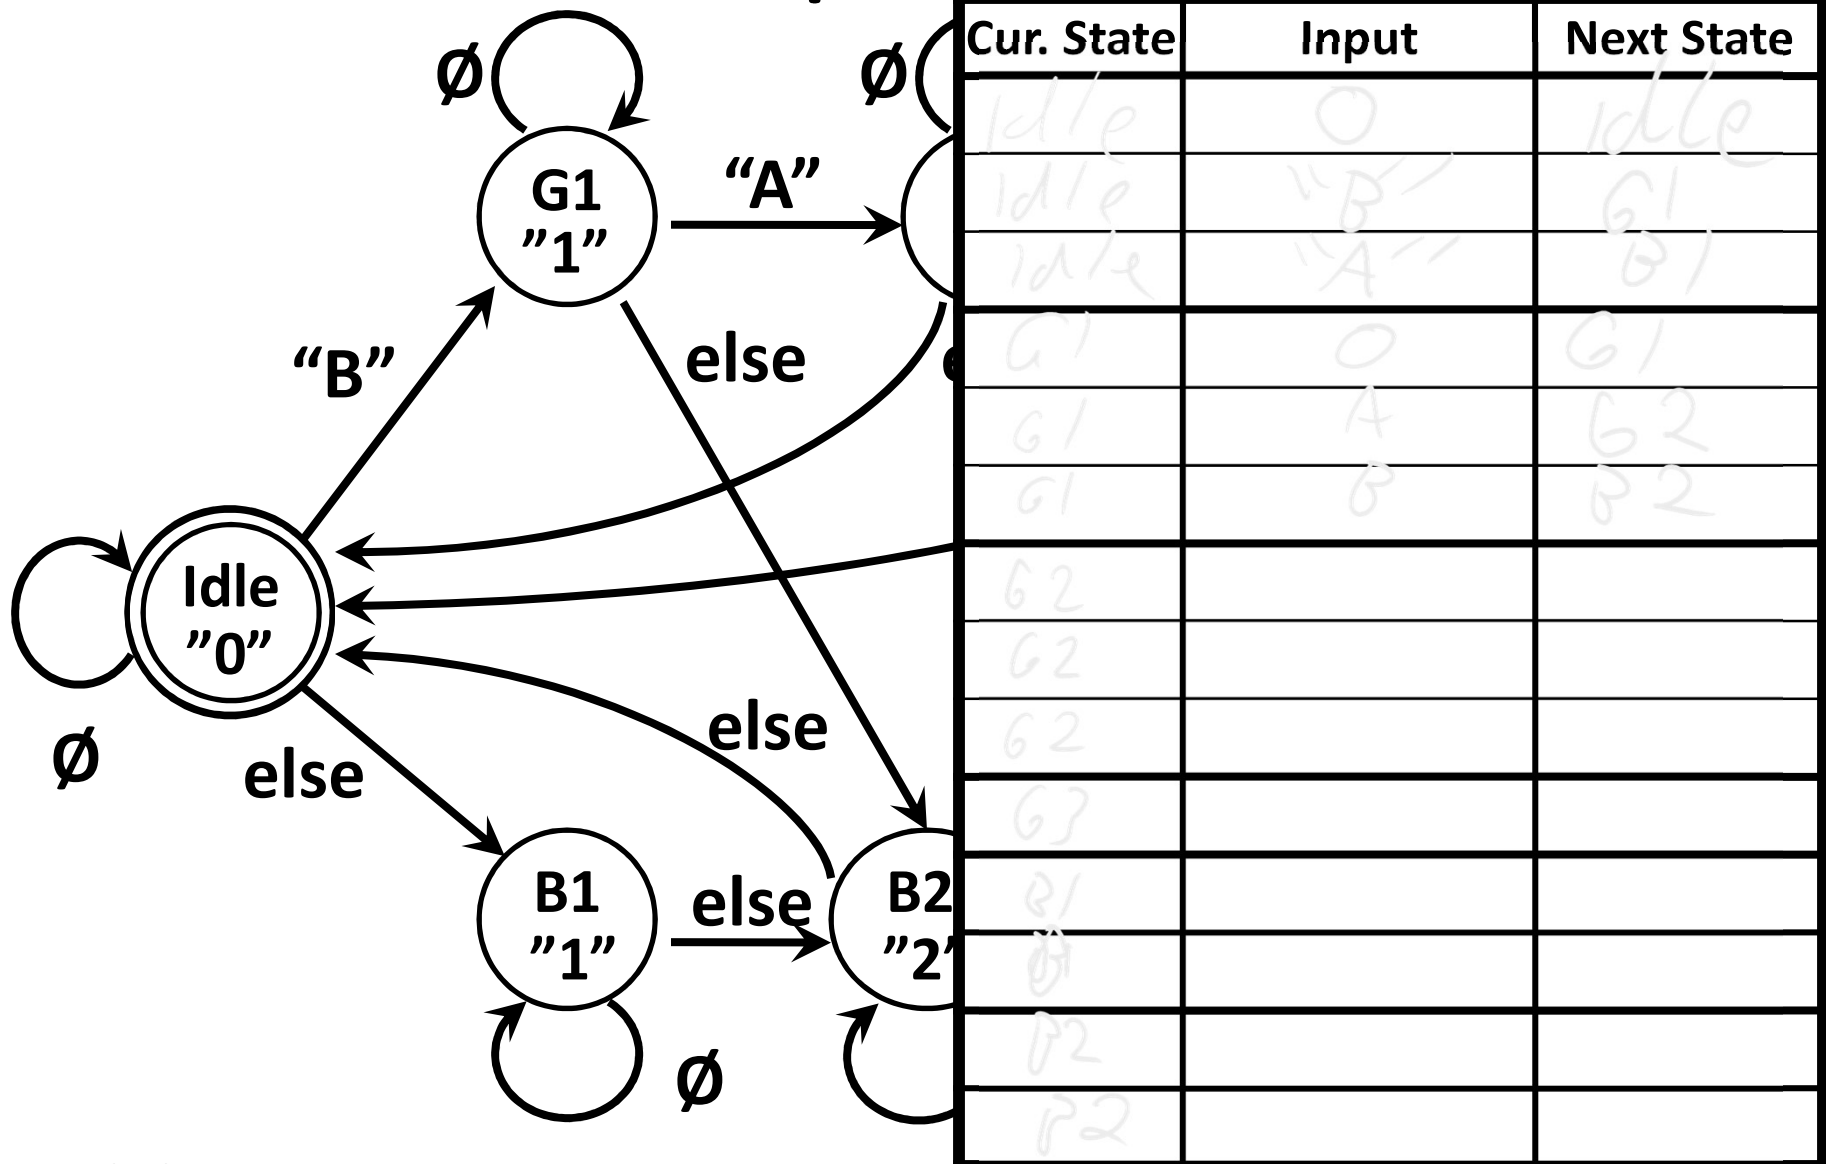 Ø
Ø
G1
”1”
“A”
“B”
else
Idle
”0”
Ø
else
else
B1
”1”
else
B2
”2”
Ø
Cur. State Input Next State
Idle 0 Idle
Idle "B" G1
Idle "A" B1
G1 0 G1
G1 A G2
G1 B B2
G2
G2
G2
G3
B1
B2
B2